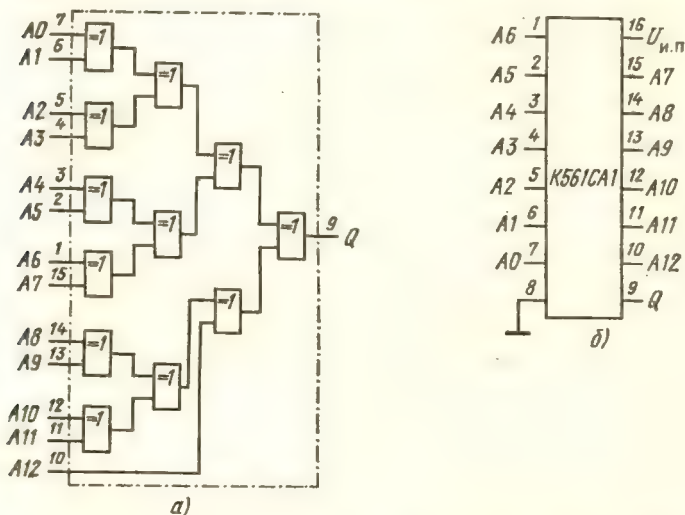 A0 7
A1 6
A2 5
A3 4
A4 3
A5 2
A6 1
A7 15
A8 14
A9 13
A10 12
A11 11
A12 10
=1
=1
=1
=1
=1
=1
=1
=1
=1
=1
=1
=1
9 Q
а)
A6 1
A5 2
A4 3
A3 4
A2 5
A1 6
A0 7
8
К561СА1
16 Uи.п
15 A7
14 A8
13 A9
12 A10
11 A11
10 A12
9 Q
б)